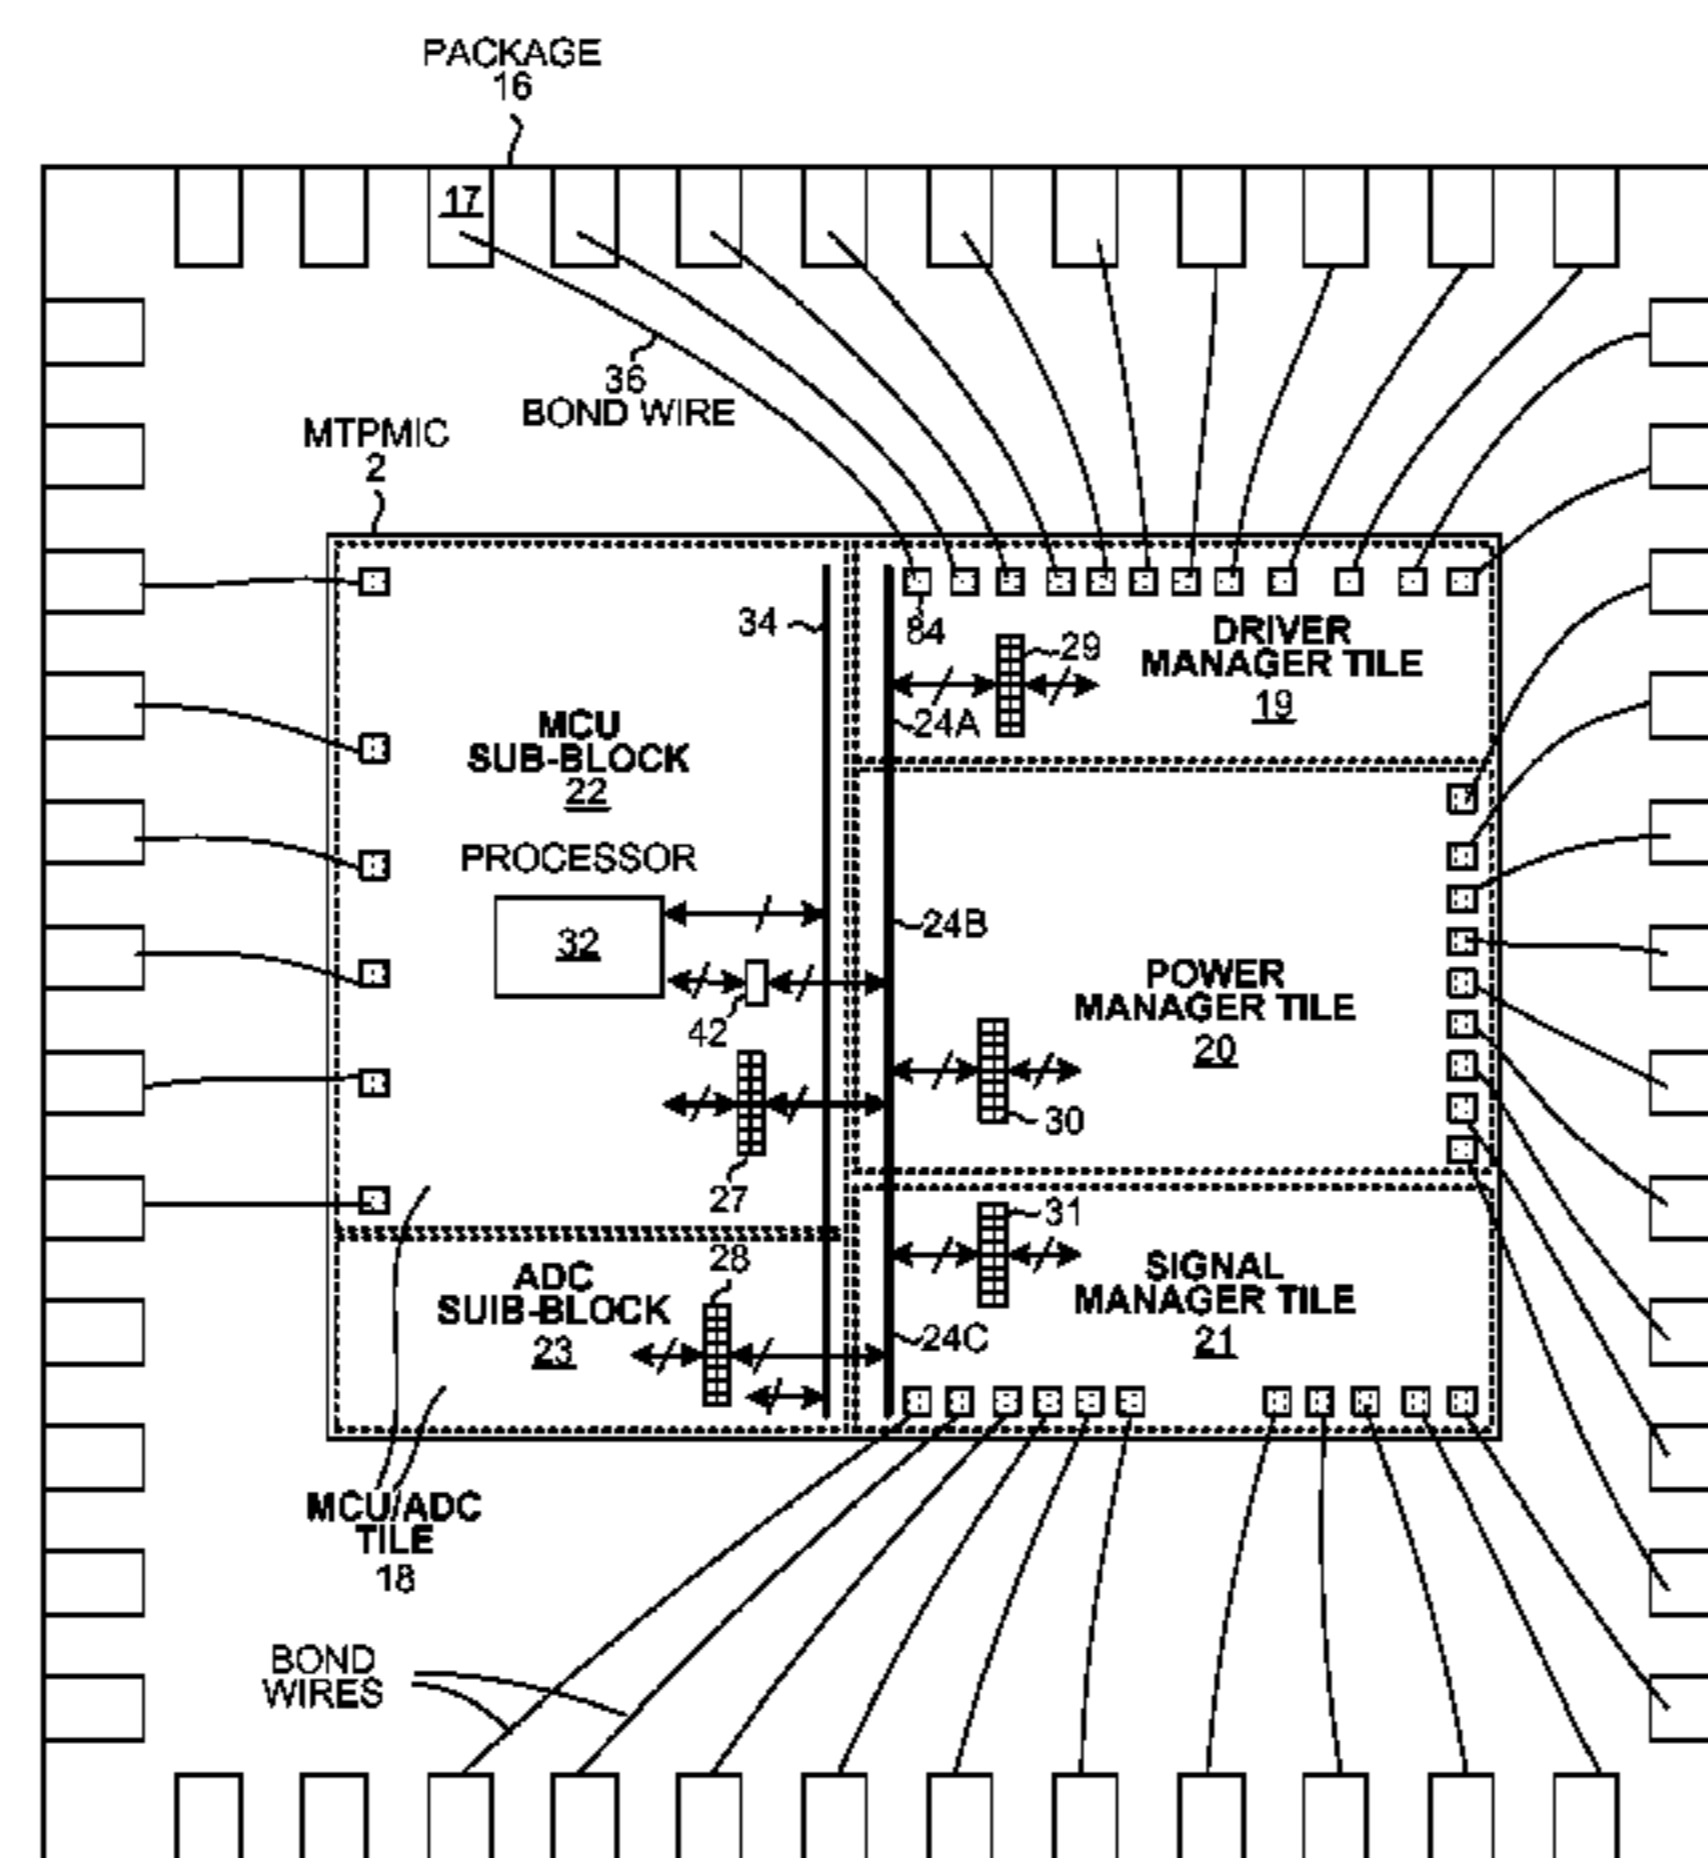 PACKAGE
16
17
36
BOND WIRE
MTPMIC
2
34
84
29
DRIVER
MANAGER TILE
19
24A
MCU
SUB-BLOCK
22
PROCESSOR
32
42
24B
POWER
MANAGER TILE
20
30
27
31
28
ADC
SUIB-BLOCK
23
SIGNAL
MANAGER TILE
21
24C
MCU/ADC
TILE
18
BOND
WIRES